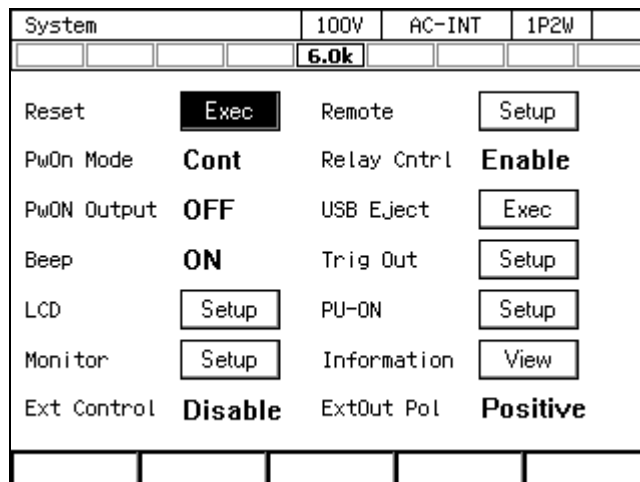 System 100V AC-INT 1P2W
6.0k
Reset Exec Remote Setup
PwOn Mode Cont Relay Cntrl Enable
PwON Output OFF USB Eject Exec
Beep ON Trig Out Setup
LCD Setup PU-ON Setup
Monitor Setup Information View
Ext Control Disable ExtOut Pol Positive